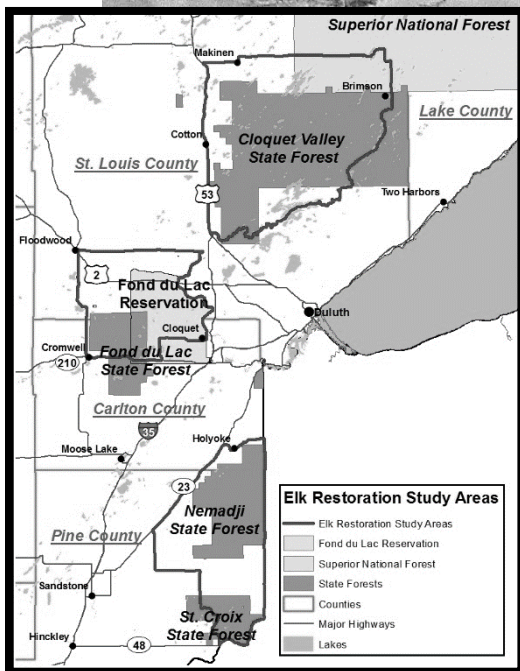 Superior National Forest
Makinen
Brimson
Lake County
Cotton
Cloquet Valley
State Forest
St. Louis County
53
Two Harbors
Floodwood
2
Fond du Lac
Reservation
Duluth
Cloquet
Cromwell
210
Fond du Lac
State Forest
Carlton County
35
Moose Lake
Holyoke
23
Nemadji
State Forest
Pine County
Sandstone
St. Croix
State Forest
Hinckley
48
Elk Restoration Study Areas
Elk Restoration Study Areas
Fond du Lac Reservation
Superior National Forest
State Forests
Counties
Major Highways
Lakes